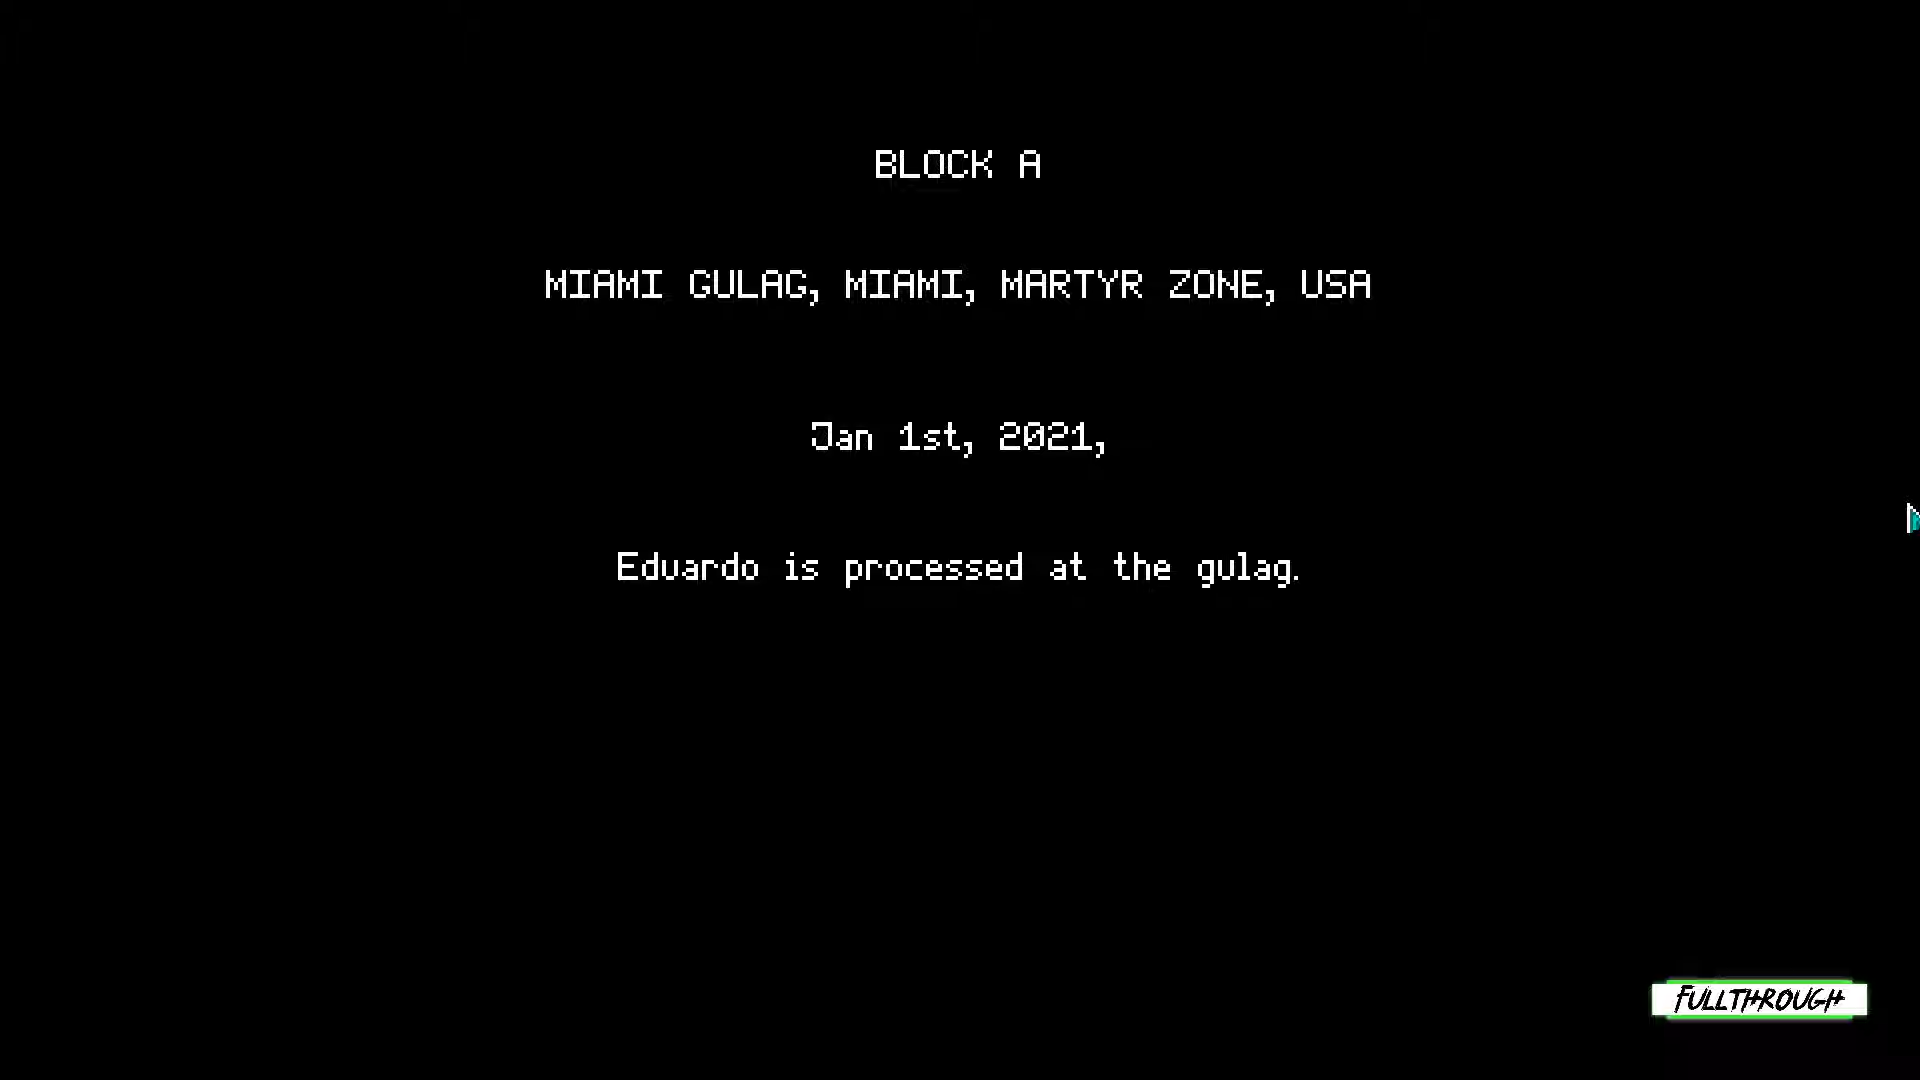 BLOCK A
MIAMI GULAG, MIAMI, MARTYR ZONE, USA
Jan 1st, 2021,
Eduardo is processed at the gulag.
FULLTHROUGH